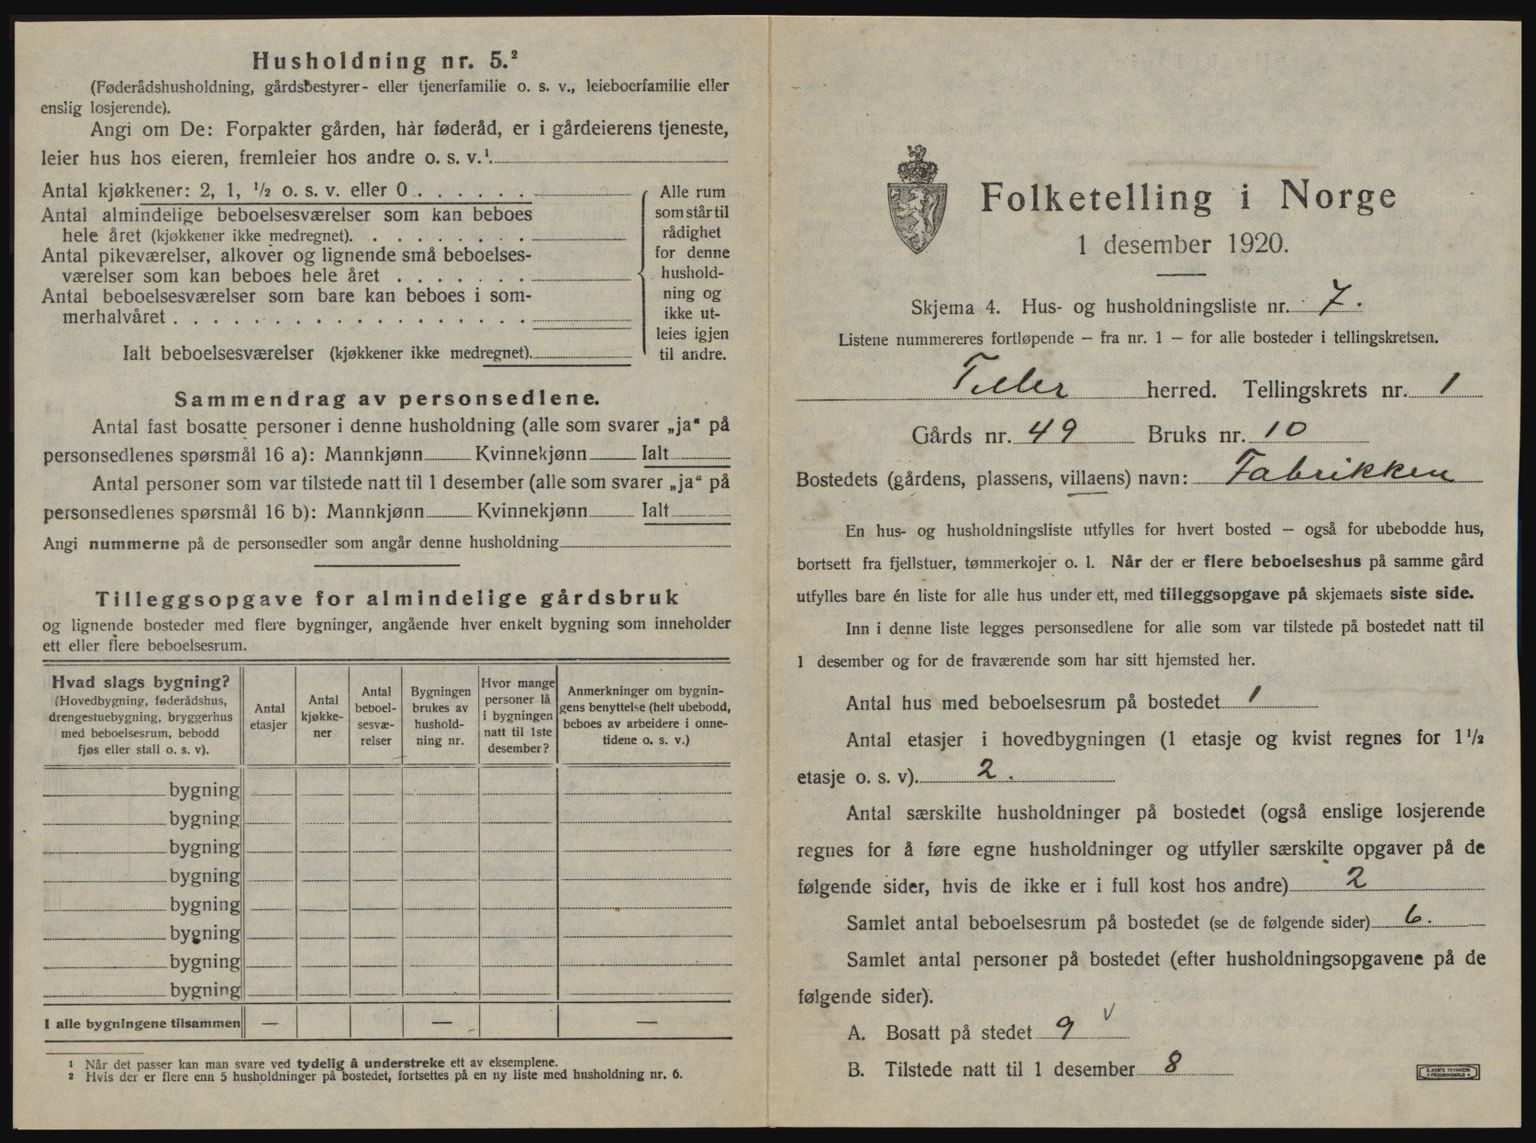 Husholdning nr. 5.²
(Føderådshusholdning, gårdsbestyrer- eller tjenerfamilie o. s. v., leieboerfamilie eller
enslig losjerende).
Angi om De: Forpakter gården, har føderåd, er i gårdeierens tjeneste,
leier hus hos eieren, fremleier hos andre o. s. v.¹.
Antal kjøkkener: 2, 1, ½ o. s. v. eller 0 . . . . . .
Antal almindelige beboelsesværelser som kan beboes
hele året (kjøkkener ikke medregnet). . . . . . . . .
Antal pikeværelser, alkover og lignende små beboelses-
værelser som kan beboes hele året . . . . . . .
Antal beboelsesværelser som bare kan beboes i som-
merhalvåret . . . . . . . . . . . . . . . . . .
Ialt beboelsesværelser (kjøkkener ikke medregnet).
Alle rum
som står til
rådighet
for denne
hushold-
ning og
ikke ut-
leies igjen
til andre.
Sammendrag av personsedlene.
Antal fast bosatte personer i denne husholdning (alle som svarer „ja“ på
personsedlenes spørsmål 16 a): Mannkjønn Kvinnekjønn Ialt
Antal personer som var tilstede natt til 1 desember (alle som svarer „ja“ på
personsedlenes spørsmål 16 b): Mannkjønn Kvinnekjønn Ialt
Angi nummerne på de personsedler som angår denne husholdning
Tilleggsopgave for almindelige gårdsbruk
og lignende bosteder med flere bygninger, angående hver enkelt bygning som inneholder
ett eller flere beboelsesrum.
Hvad slags bygning?
(Hovedbygning, føderådshus,
drengestuebygning, bryggerhus
med beboelsesrum, bebodd
fjøs eller stall o. s. v).
Antal
etasjer
Antal
kjøkke-
ner
Antal
beboel-
sesvæ-
relser
Bygningen
brukes av
hushold-
ning nr.
Hvor mange
personer lå
i bygningen
natt til 1ste
desember?
Anmerkninger om bygnin-
gens benyttelse (helt ubebodd,
beboes av arbeidere i onne-
tidene o. s. v.)
bygning
bygning
bygning
bygning
bygning
bygning
bygning
bygning
I alle bygningene tilsammen — — —
¹ Når det passer kan man svare ved tydelig å understreke ett av eksemplene.
² Hvis der er flere enn 5 husholdninger på bostedet, fortsettes på en ny liste med husholdning nr. 6.
Folketelling i Norge
1 desember 1920.
Skjema 4. Hus- og husholdningsliste nr. 7.
Listene nummereres fortløpende — fra nr. 1 — for alle bosteder i tellingskretsen.
Tiller herred. Tellingskrets nr. 1
Gårds nr. 49 Bruks nr. 10
Bostedets (gårdens, plassens, villaens) navn: Fabrikken
En hus- og husholdningsliste utfylles for hvert bosted — også for ubebodde hus,
bortsett fra fjellstuer, tømmerkojer o. l. Når der er flere beboelseshus på samme gård
utfylles bare én liste for alle hus under ett, med tilleggsopgave på skjemaets siste side.
Inn i denne liste legges personsedlene for alle som var tilstede på bostedet natt til
1 desember og for de fraværende som har sitt hjemsted her.
Antal hus med beboelsesrum på bostedet 1
Antal etasjer i hovedbygningen (1 etasje og kvist regnes for 1½
etasje o. s. v). 2.
Antal særskilte husholdninger på bostedet (også enslige losjerende
regnes for å føre egne husholdninger og utfyller særskilte opgaver på de
følgende sider, hvis de ikke er i full kost hos andre) 2
Samlet antal beboelsesrum på bostedet (se de følgende sider) 6.
Samlet antal personer på bostedet (efter husholdningsopgavene på de
følgende sider).
A. Bosatt på stedet 9 v
B. Tilstede natt til 1 desember 8